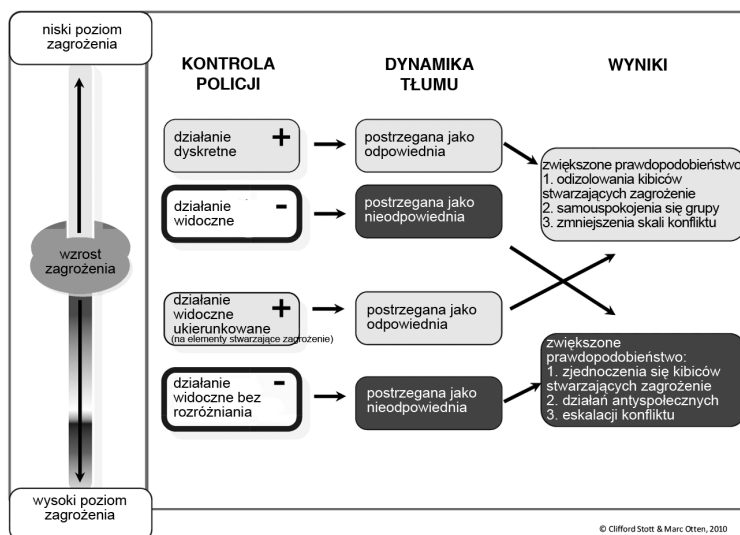 niski poziom
zagrożenia
KONTROLA
POLICJI
DYNAMIKA
TŁUMU
WYNIKI
działanie
dyskretne
+
postrzegana jako
odpowiednia
działanie
widoczne
-
postrzegana jako
nieodpowiednia
zwiększone prawdopodobieństwo
1. odizolowania kibiców
stwarzających zagrożenie
2. samouspokojenia się grupy
3. zmniejszenia skali konfliktu
wzrost
zagrożenia
działanie
widoczne
ukierunkowane
(na elementy stwarzające zagrożenie)
+
postrzegana jako
odpowiednia
działanie
widoczne bez
rozróżniania
-
postrzegana jako
nieodpowiednia
zwiększone
prawdopodobieństwo:
1. zjednoczenia się kibiców
stwarzających zagrożenie
2. działań antyspołecznych
3. eskalacji konfliktu
wysoki poziom
zagrożenia
© Clifford Stott & Marc Otten, 2010